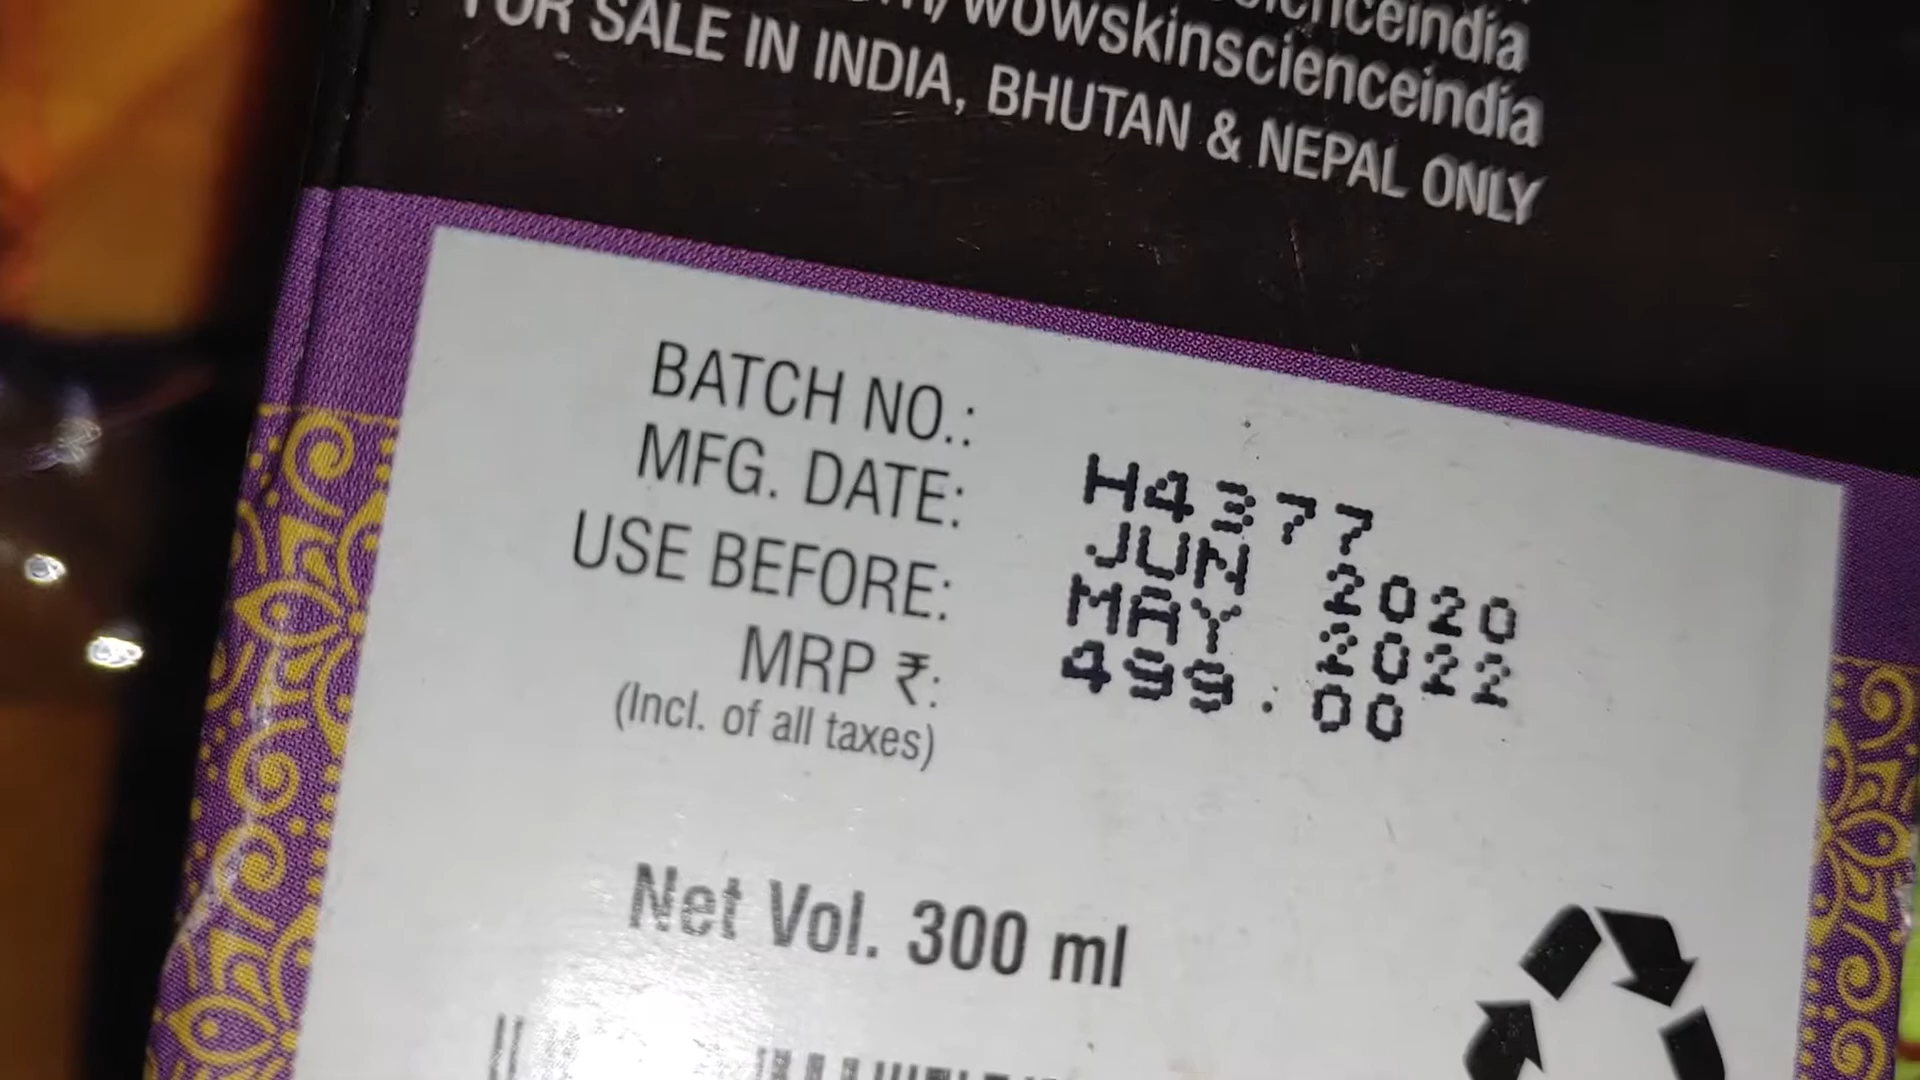 scienceindia
/wowskinscienceindia
FOR SALE IN INDIA, BHUTAN & NEPAL ONLY
BATCH NO.: H4377
MFG. DATE: JUN 2020
USE BEFORE: MAY 2022
MRP ₹: 499.00
(Incl. of all taxes)
Net Vol. 300 ml